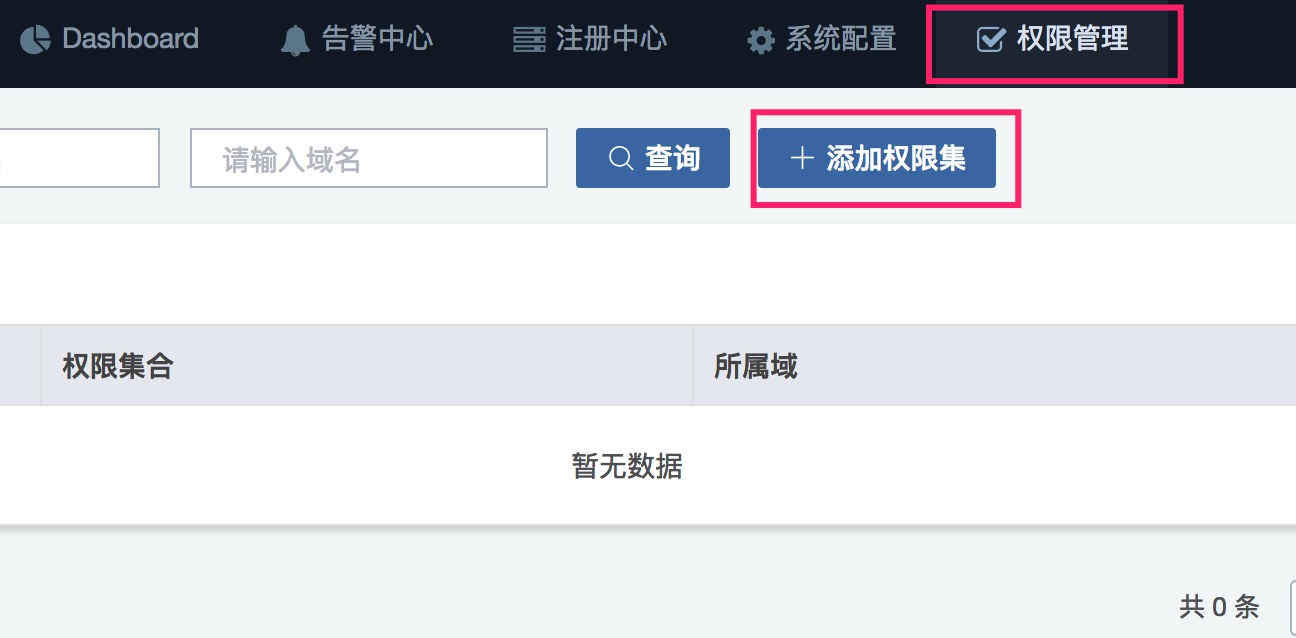 Dashboard 告警中心 注册中心 系统配置 权限管理
请输入域名 查询 添加权限集
权限集合 所属域
暂无数据
共 0 条